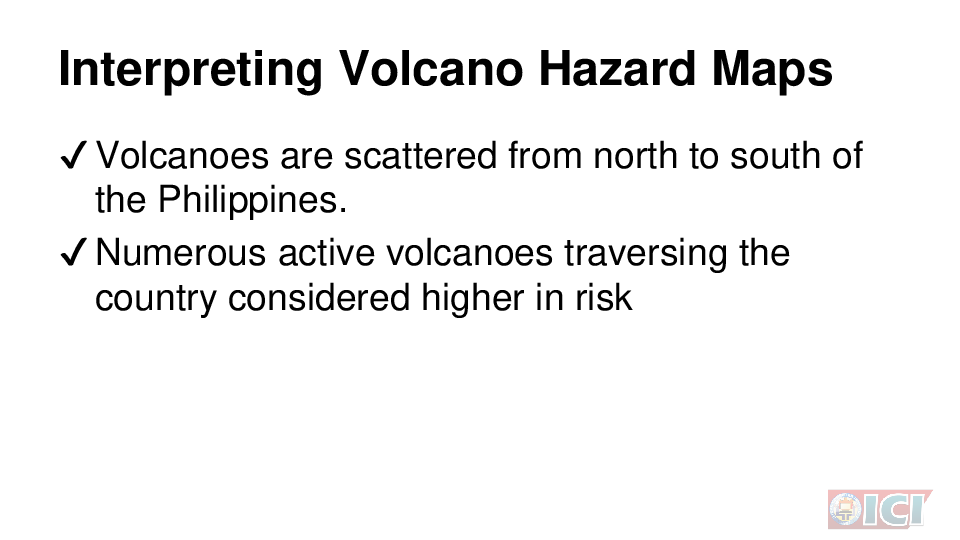 Interpreting Volcano Hazard Maps
✓ Volcanoes are scattered from north to south of
the Philippines.
✓ Numerous active volcanoes traversing the
country considered higher in risk
ICI